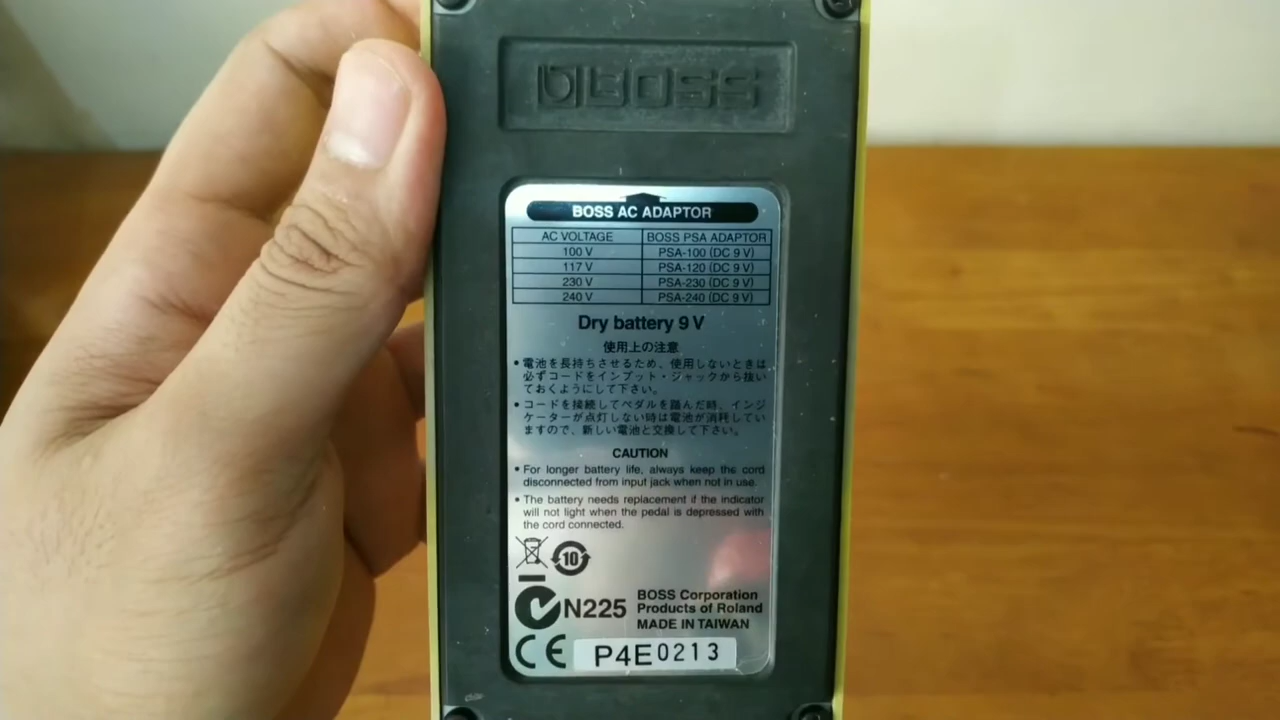 BOSS
BOSS AC ADAPTOR
AC VOLTAGE BOSS PSA ADAPTOR
100 V PSA-100 (DC 9 V)
117 V PSA-120 (DC 9 V)
230 V PSA-230 (DC 9 V)
240 V PSA-240 (DC 9 V)
Dry battery 9 V
使用上の注意
• 電池を長持ちさせるため、使用しないときは
必ずコードをインプット・ジャックから抜い
ておくようにして下さい。
• コードを接続してペダルを踏んだ時、インジ
ケーターが点灯しない時は電池が消耗してい
ますので、新しい電池と交換して下さい。
CAUTION
• For longer battery life, always keep the cord
disconnected from input jack when not in use.
• The battery needs replacement if the indicator
will not light when the pedal is depressed with
the cord connected.
10
N225
BOSS Corporation
Products of Roland
MADE IN TAIWAN
CE P4E0213